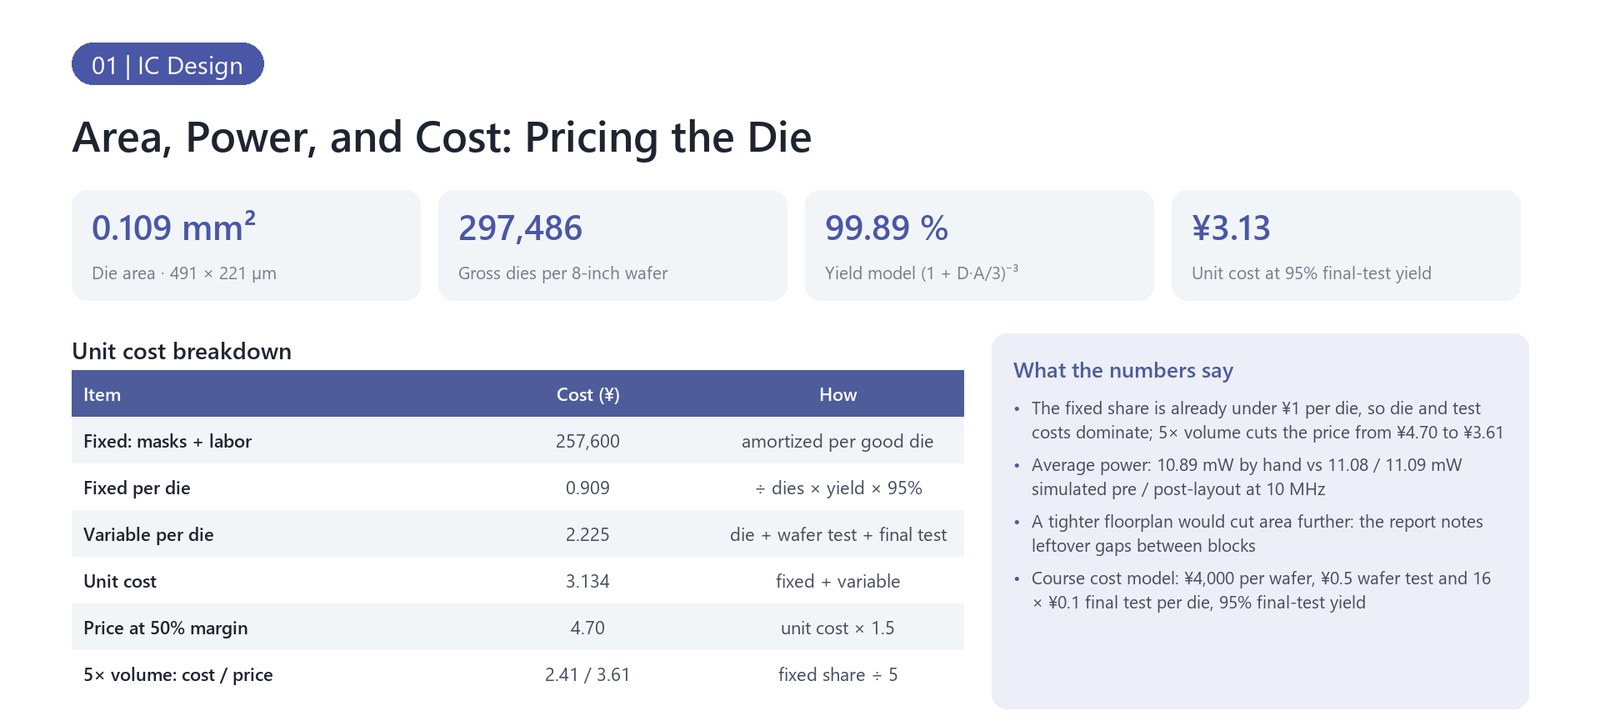 01 | IC Design
Area, Power, and Cost: Pricing the Die
0.109 mm²
Die area · 491 × 221 µm
297,486
Gross dies per 8-inch wafer
99.89 %
Yield model (1 + D·A/3)⁻³
¥3.13
Unit cost at 95% final-test yield
Unit cost breakdown
Item Cost (¥) How
Fixed: masks + labor 257,600 amortized per good die
Fixed per die 0.909 ÷ dies × yield × 95%
Variable per die 2.225 die + wafer test + final test
Unit cost 3.134 fixed + variable
Price at 50% margin 4.70 unit cost × 1.5
5× volume: cost / price 2.41 / 3.61 fixed share ÷ 5
What the numbers say
• The fixed share is already under ¥1 per die, so die and test
costs dominate; 5× volume cuts the price from ¥4.70 to ¥3.61
• Average power: 10.89 mW by hand vs 11.08 / 11.09 mW
simulated pre / post-layout at 10 MHz
• A tighter floorplan would cut area further: the report notes
leftover gaps between blocks
• Course cost model: ¥4,000 per wafer, ¥0.5 wafer test and 16
× ¥0.1 final test per die, 95% final-test yield